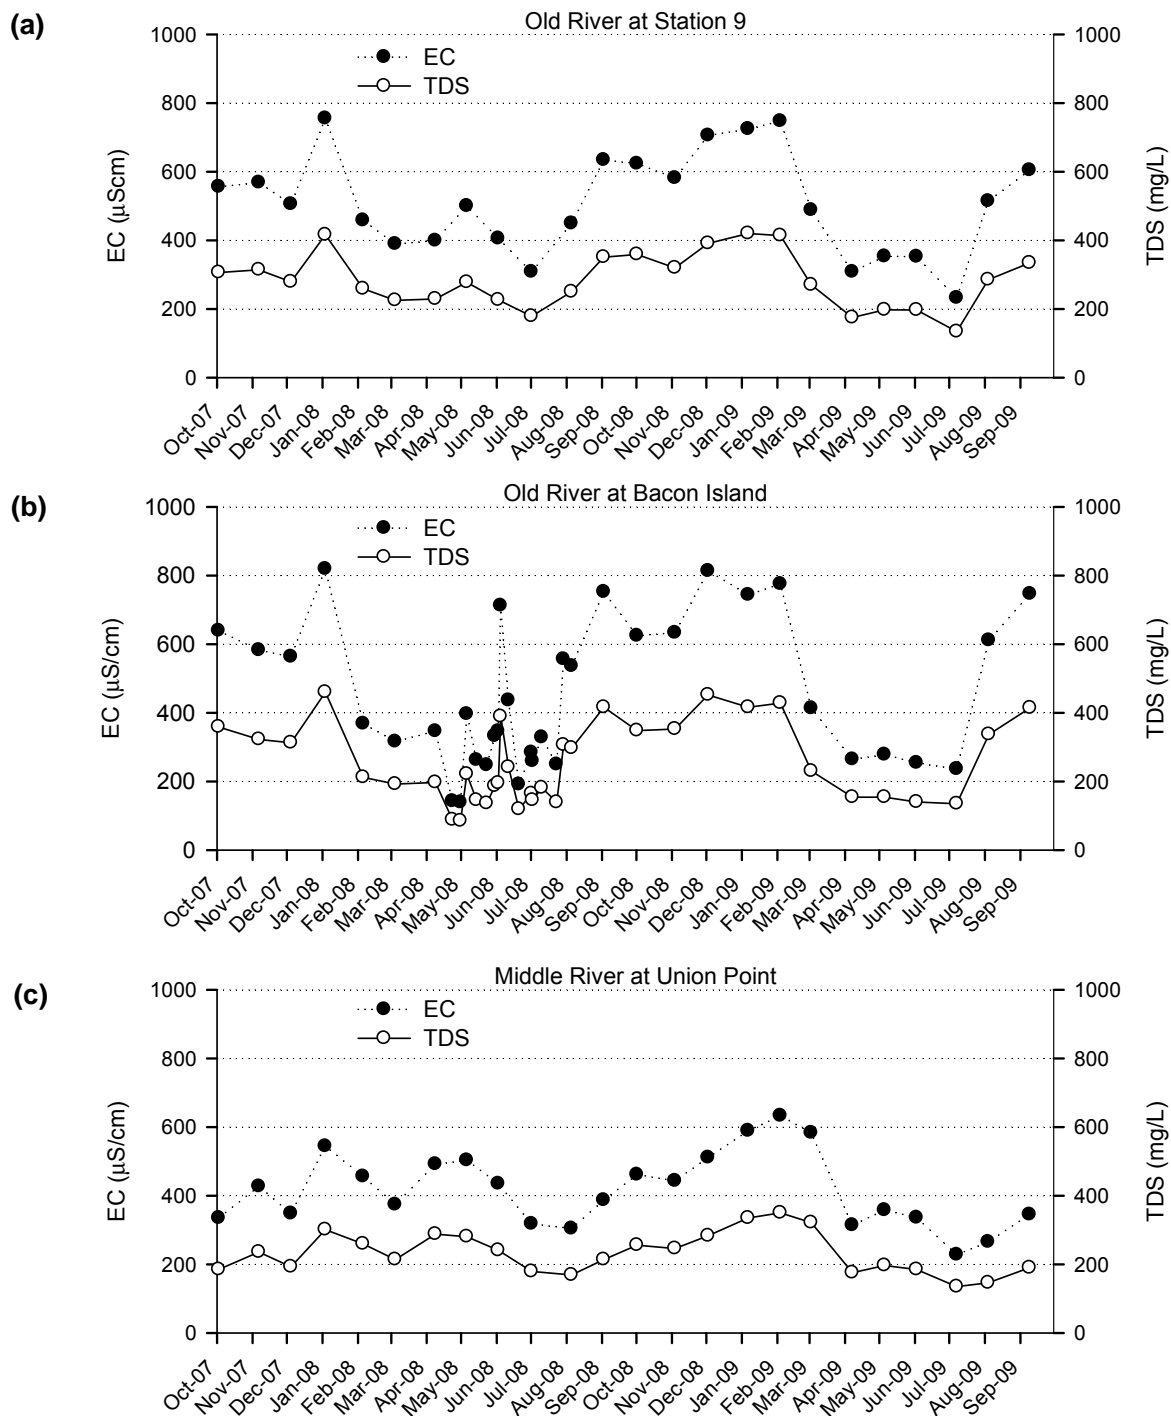 (a)
Old River at Station 9
EC
TDS
EC (µScm)
TDS (mg/L)
1000
800
600
400
200
0
1000
800
600
400
200
0
Oct-07
Nov-07
Dec-07
Jan-08
Feb-08
Mar-08
Apr-08
May-08
Jun-08
Jul-08
Aug-08
Sep-08
Oct-08
Nov-08
Dec-08
Jan-09
Feb-09
Mar-09
Apr-09
May-09
Jun-09
Jul-09
Aug-09
Sep-09
(b)
Old River at Bacon Island
EC
TDS
EC (µS/cm)
TDS (mg/L)
1000
800
600
400
200
0
1000
800
600
400
200
0
Oct-07
Nov-07
Dec-07
Jan-08
Feb-08
Mar-08
Apr-08
May-08
Jun-08
Jul-08
Aug-08
Sep-08
Oct-08
Nov-08
Dec-08
Jan-09
Feb-09
Mar-09
Apr-09
May-09
Jun-09
Jul-09
Aug-09
Sep-09
(c)
Middle River at Union Point
EC
TDS
EC (µS/cm)
TDS (mg/L)
1000
800
600
400
200
0
1000
800
600
400
200
0
Oct-07
Nov-07
Dec-07
Jan-08
Feb-08
Mar-08
Apr-08
May-08
Jun-08
Jul-08
Aug-08
Sep-08
Oct-08
Nov-08
Dec-08
Jan-09
Feb-09
Mar-09
Apr-09
May-09
Jun-09
Jul-09
Aug-09
Sep-09